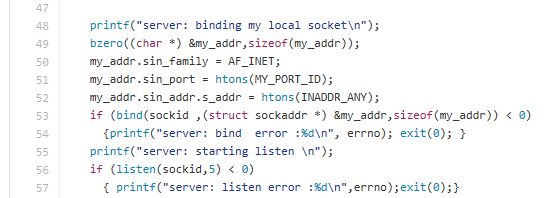 47
48 printf("server: binding my local socket\n");
49 bzero((char *) &my_addr,sizeof(my_addr));
50 my_addr.sin_family = AF_INET;
51 my_addr.sin_port = htons(MY_PORT_ID);
52 my_addr.sin_addr.s_addr = htons(INADDR_ANY);
53 if (bind(sockid ,(struct sockaddr *) &my_addr,sizeof(my_addr)) < 0)
54 {printf("server: bind  error :%d\n", errno); exit(0); }
55 printf("server: starting listen \n");
56 if (listen(sockid,5) < 0)
57 { printf("server: listen error :%d\n",errno);exit(0);}